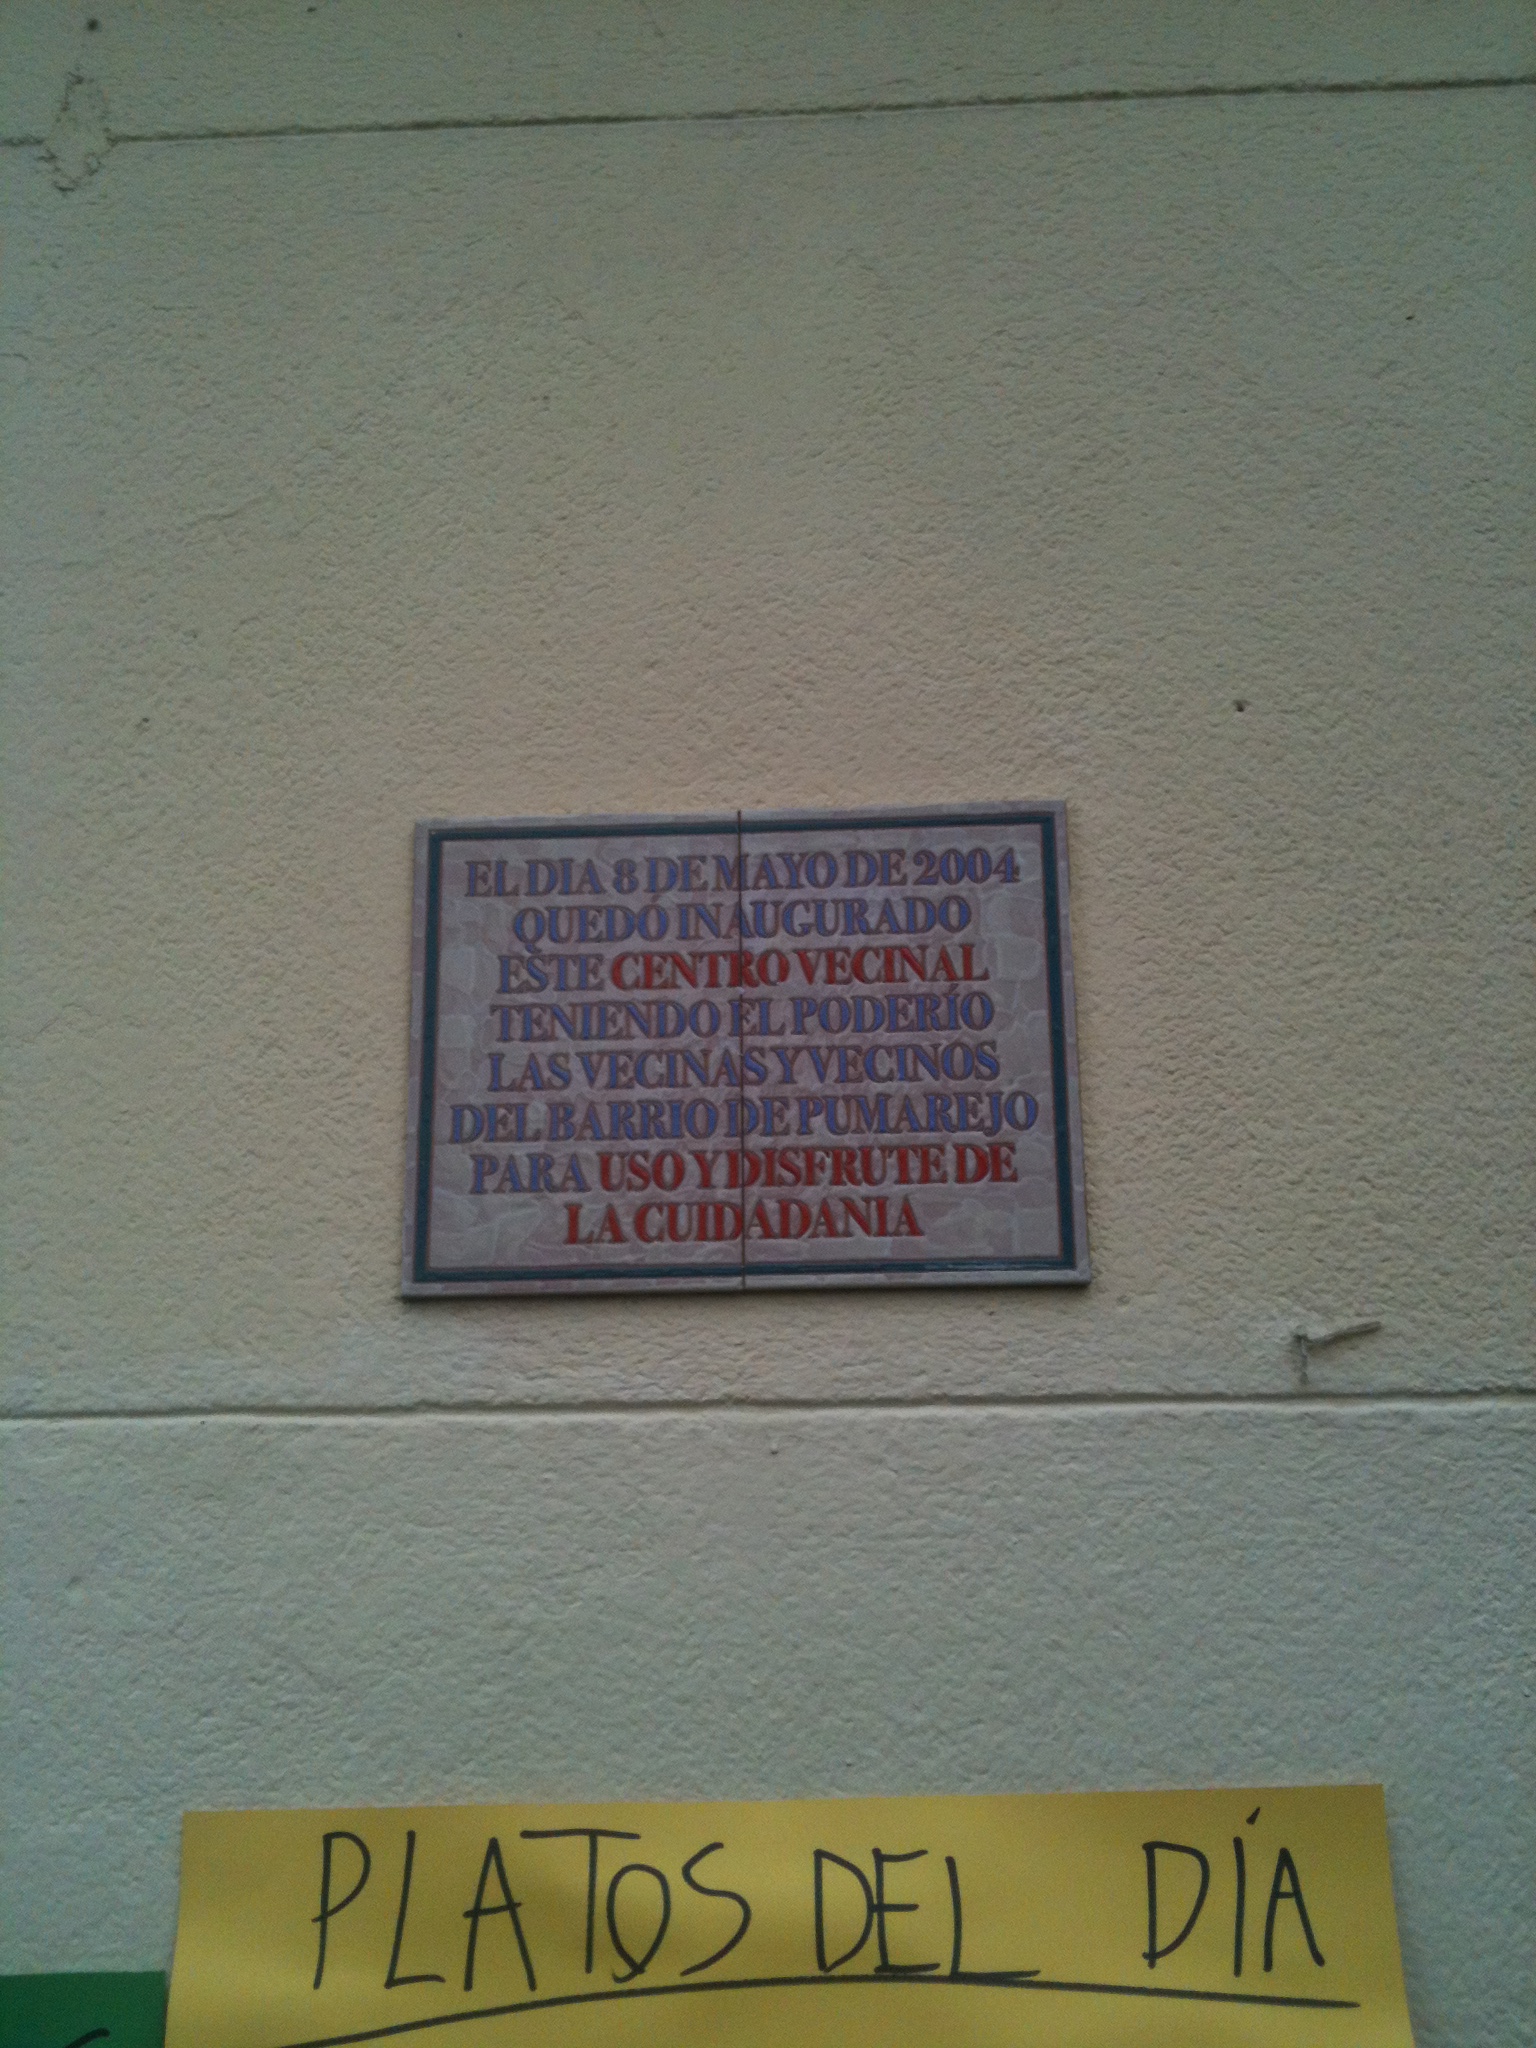 EL DIA 8 DE MAYO DE 2004
QUEDÓ INAUGURADO
ESTE CENTRO VECINAL
TENIENDO EL PODERÍO
LAS VECINAS Y VECINOS
DEL BARRIO DE PUMAREJO
PARA USO Y DISFRUTE DE
LA CUIDADANIA
PLATOS DEL DÍA